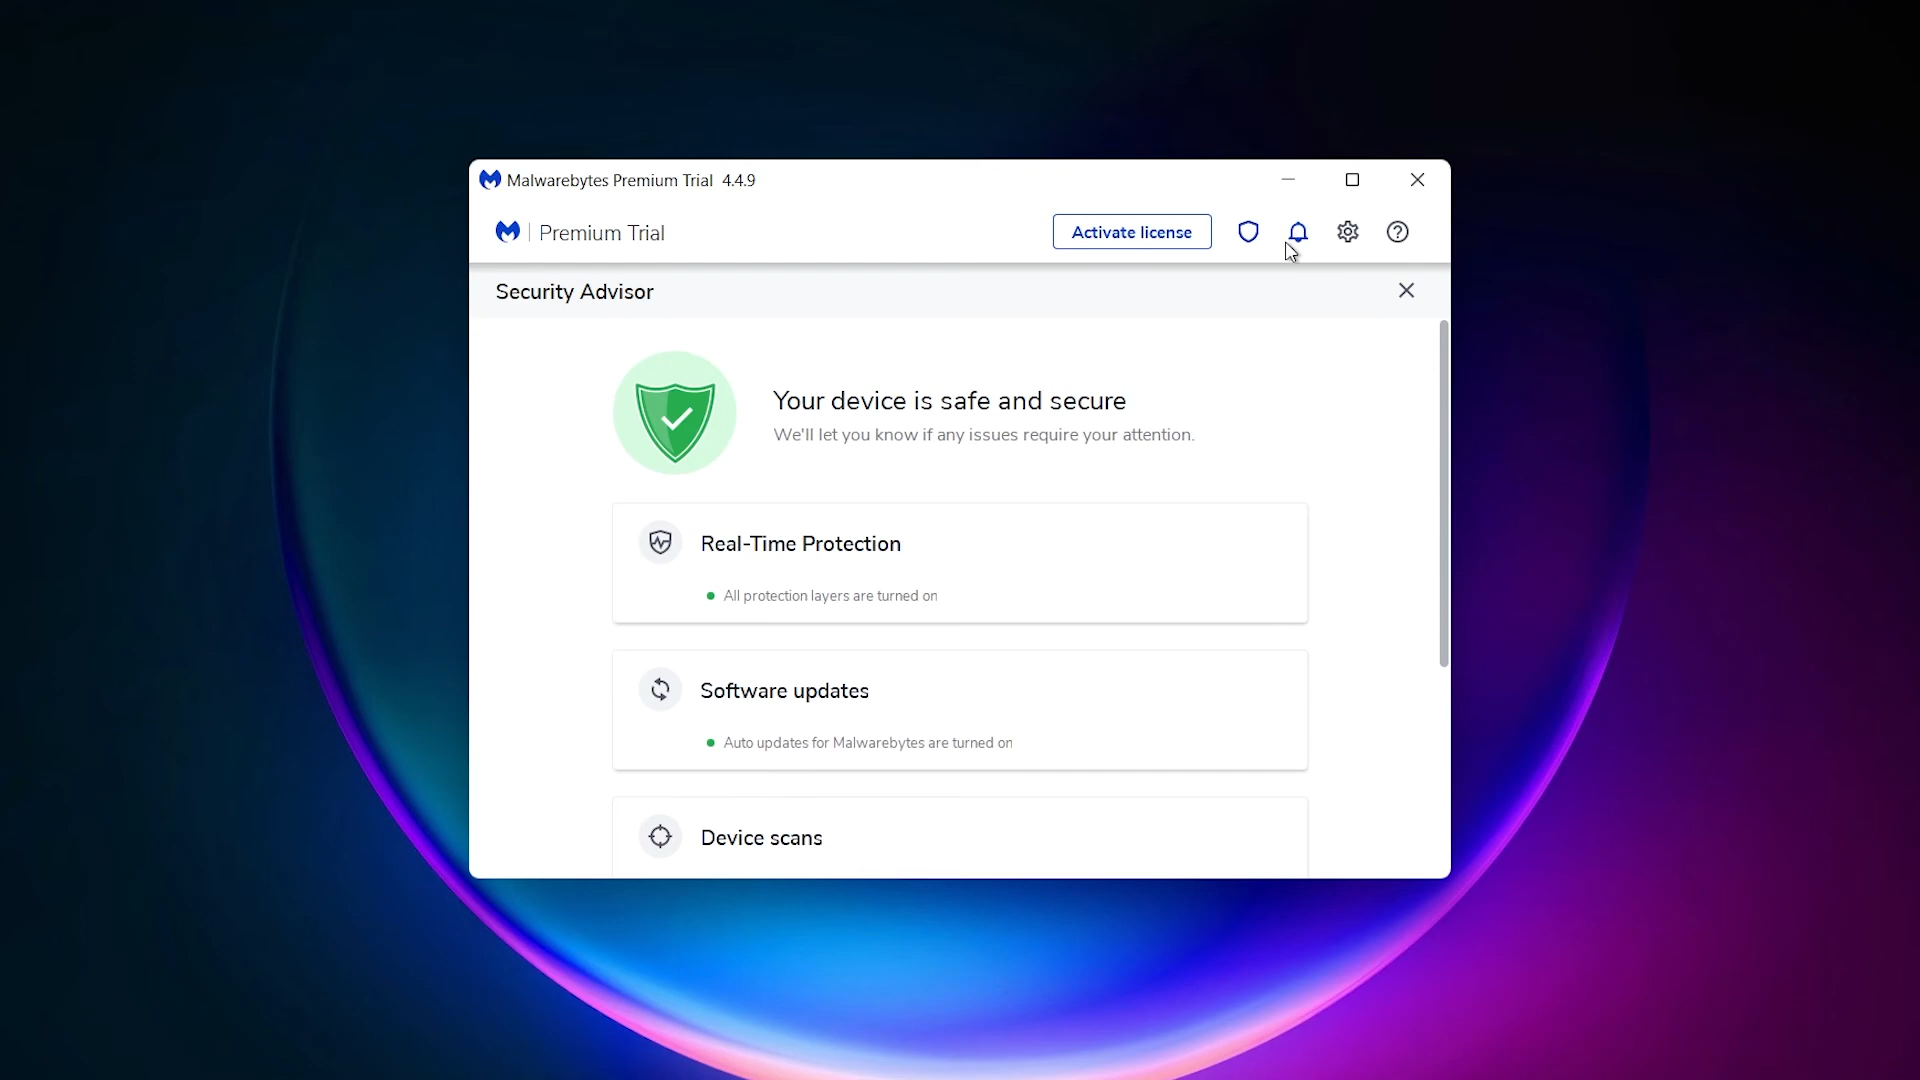 Malwarebytes Premium Trial 4.4.9
Premium Trial
Activate license
Security Advisor
Your device is safe and secure
We'll let you know if any issues require your attention.
Real-Time Protection
All protection layers are turned on
Software updates
Auto updates for Malwarebytes are turned on
Device scans